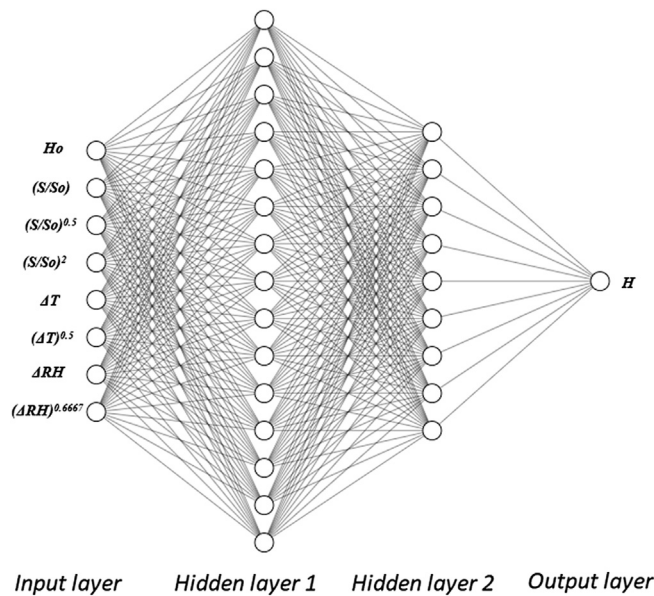 Ho
(S/So)
(S/So)^0.5
(S/So)^2
ΔT
(ΔT)^0.5
ΔRH
(ΔRH)^0.6667
H
Input layer Hidden layer 1 Hidden layer 2 Output layer